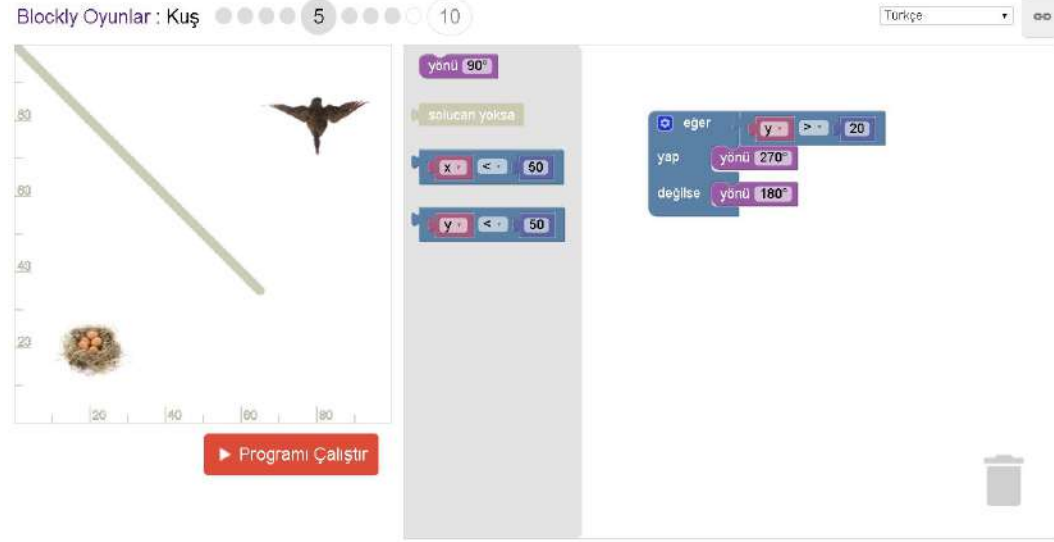 Blockly Oyunlar : Kuş 5 10
Türkçe
80
60
40
20
20 40 60 80
Programı Çalıştır
yönü 90°
solucan yoksa
x < 50
y < 50
eğer y > 20
yap yönü 270°
değilse yönü 180°